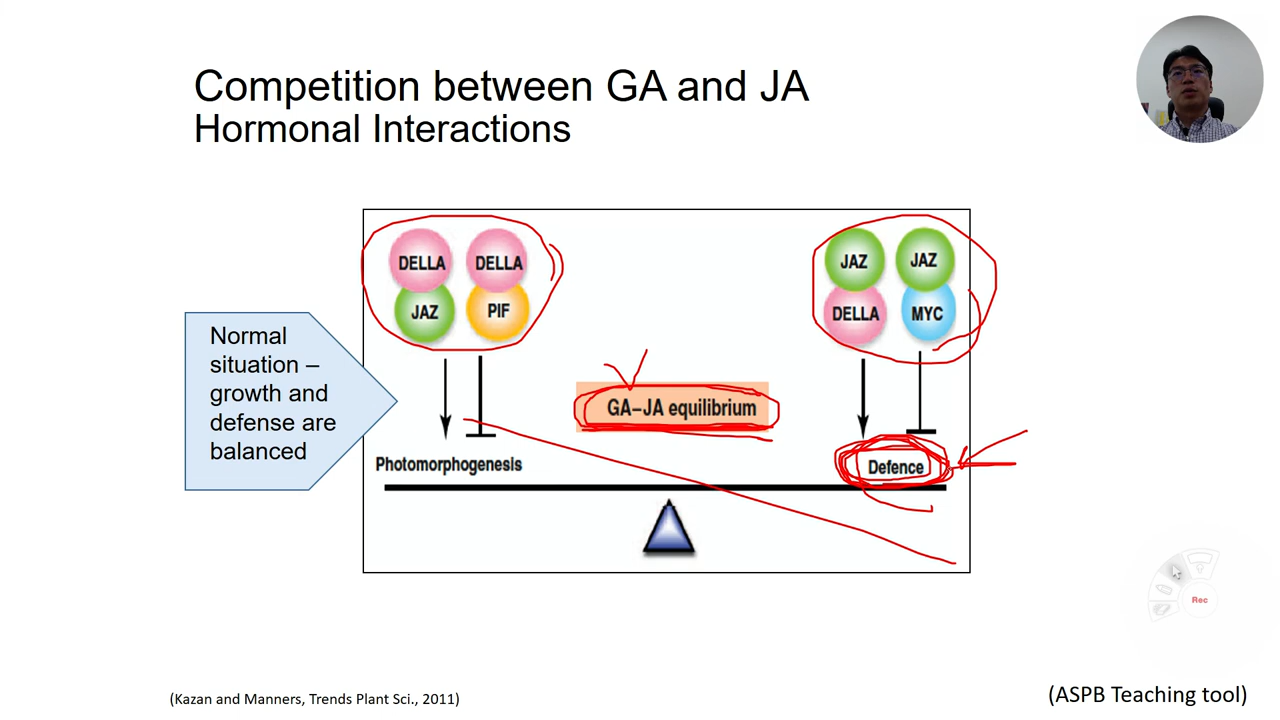 Competition between GA and JA
Hormonal Interactions
DELLA
DELLA
JAZ
PIF
JAZ
JAZ
DELLA
MYC
Normal
situation –
growth and
defense are
balanced
GA–JA equilibrium
Photomorphogenesis
Defence
Rec
(Kazan and Manners, Trends Plant Sci., 2011)
(ASPB Teaching tool)